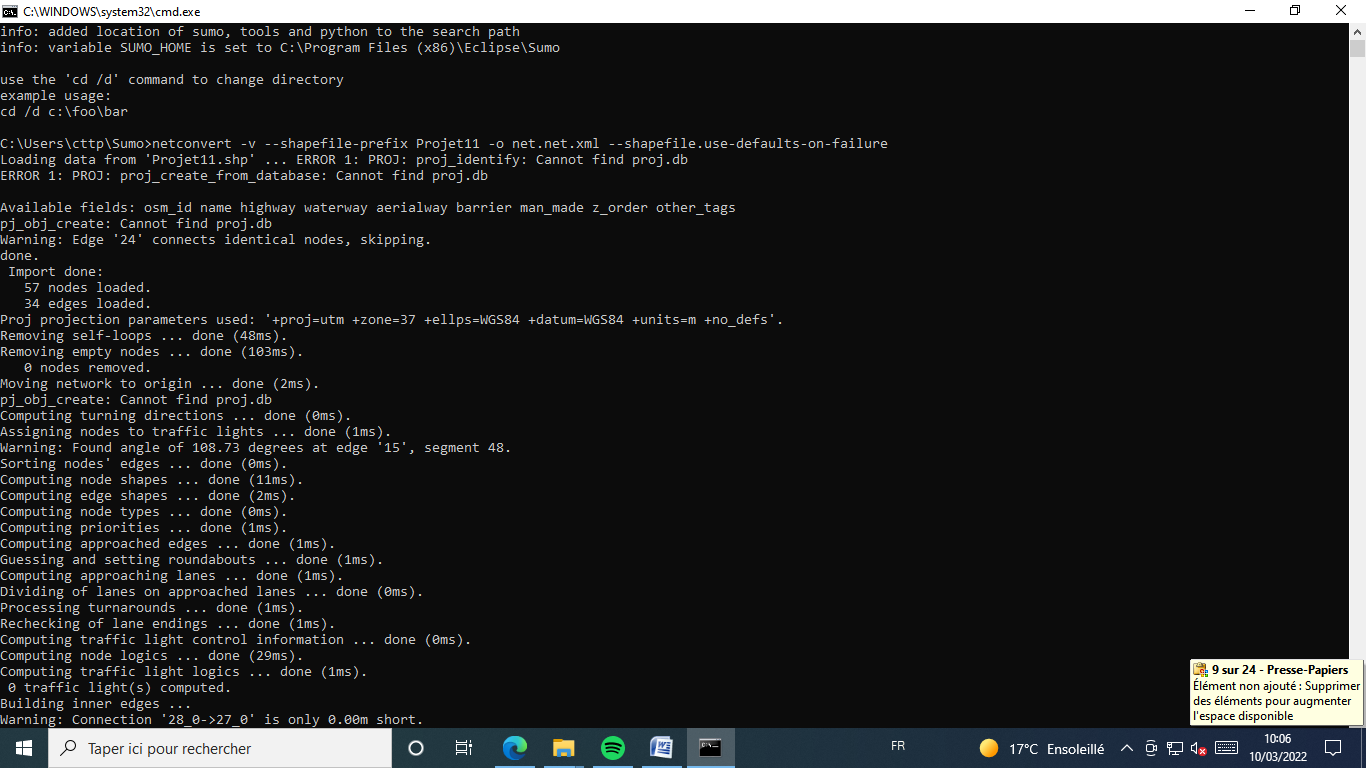 C:\WINDOWS\system32\cmd.exe
info: added location of sumo, tools and python to the search path
info: variable SUMO_HOME is set to C:\Program Files (x86)\Eclipse\Sumo
use the 'cd /d' command to change directory
example usage:
cd /d c:\foo\bar
C:\Users\cttp\Sumo>netconvert -v --shapefile-prefix Projet11 -o net.net.xml --shapefile.use-defaults-on-failure
Loading data from 'Projet11.shp' ... ERROR 1: PROJ: proj_identify: Cannot find proj.db
ERROR 1: PROJ: proj_create_from_database: Cannot find proj.db
Available fields: osm_id name highway waterway aerialway barrier man_made z_order other_tags
pj_obj_create: Cannot find proj.db
Warning: Edge '24' connects identical nodes, skipping.
done.
Import done:
57 nodes loaded.
34 edges loaded.
Proj projection parameters used: '+proj=utm +zone=37 +ellps=WGS84 +datum=WGS84 +units=m +no_defs'.
Removing self-loops ... done (48ms).
Removing empty nodes ... done (103ms).
0 nodes removed.
Moving network to origin ... done (2ms).
pj_obj_create: Cannot find proj.db
Computing turning directions ... done (0ms).
Assigning nodes to traffic lights ... done (1ms).
Warning: Found angle of 108.73 degrees at edge '15', segment 48.
Sorting nodes' edges ... done (0ms).
Computing node shapes ... done (11ms).
Computing edge shapes ... done (2ms).
Computing node types ... done (0ms).
Computing priorities ... done (1ms).
Computing approached edges ... done (1ms).
Guessing and setting roundabouts ... done (1ms).
Computing approaching lanes ... done (1ms).
Dividing of lanes on approached lanes ... done (0ms).
Processing turnarounds ... done (1ms).
Rechecking of lane endings ... done (1ms).
Computing traffic light control information ... done (0ms).
Computing node logics ... done (29ms).
Computing traffic light logics ... done (1ms).
0 traffic light(s) computed.
Building inner edges ...
Warning: Connection '28_0->27_0' is only 0.00m short.
9 sur 24 - Presse-Papiers
Élément non ajouté : Supprimer
des éléments pour augmenter
l'espace disponible
Taper ici pour rechercher
FR
17°C Ensoleillé
10:06
10/03/2022